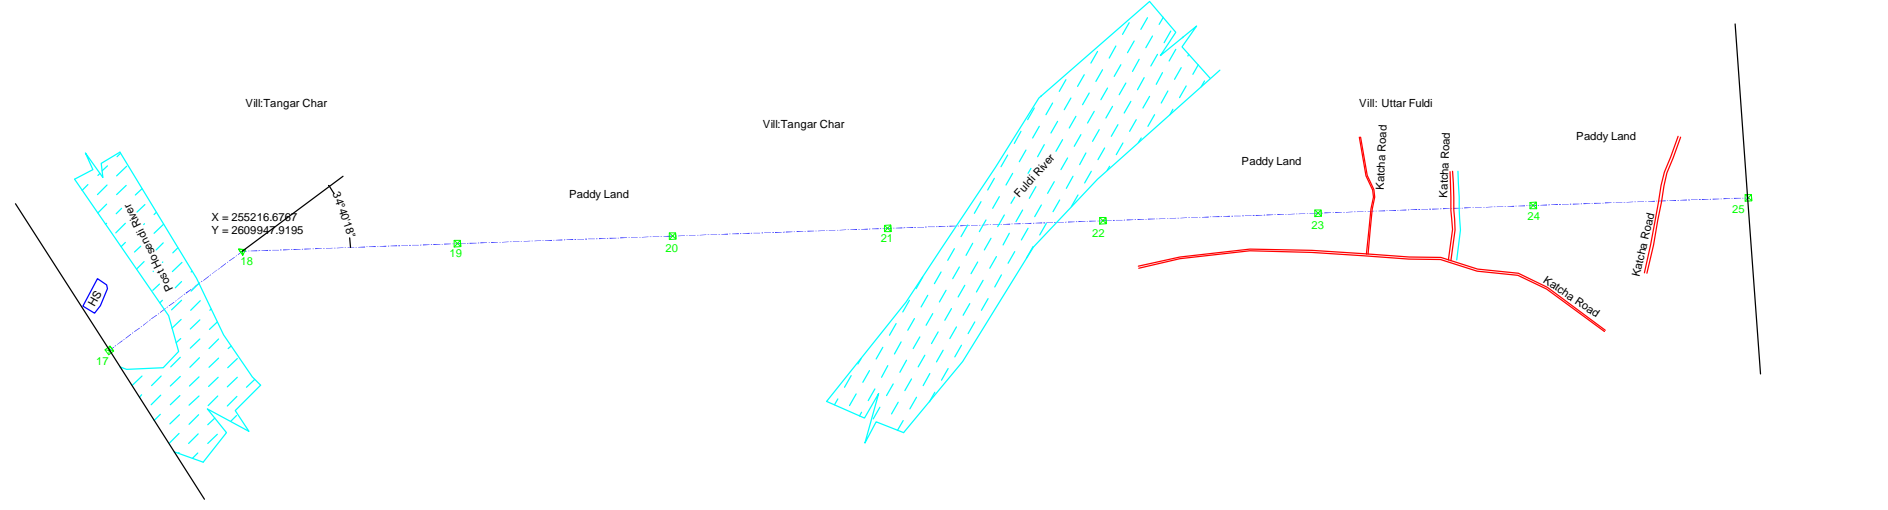 Vill:Tangar Char
Vill:Tangar Char
Vill: Uttar Fuldi
Paddy Land
Paddy Land
Paddy Land
Katcha Road
Katcha Road
Katcha Road
Katcha Road
Fuldi River
Post Hosendi River
X = 255216.6767
Y = 2609947.9195
34°40'18"
HS
17
18
19
20
21
22
23
24
25